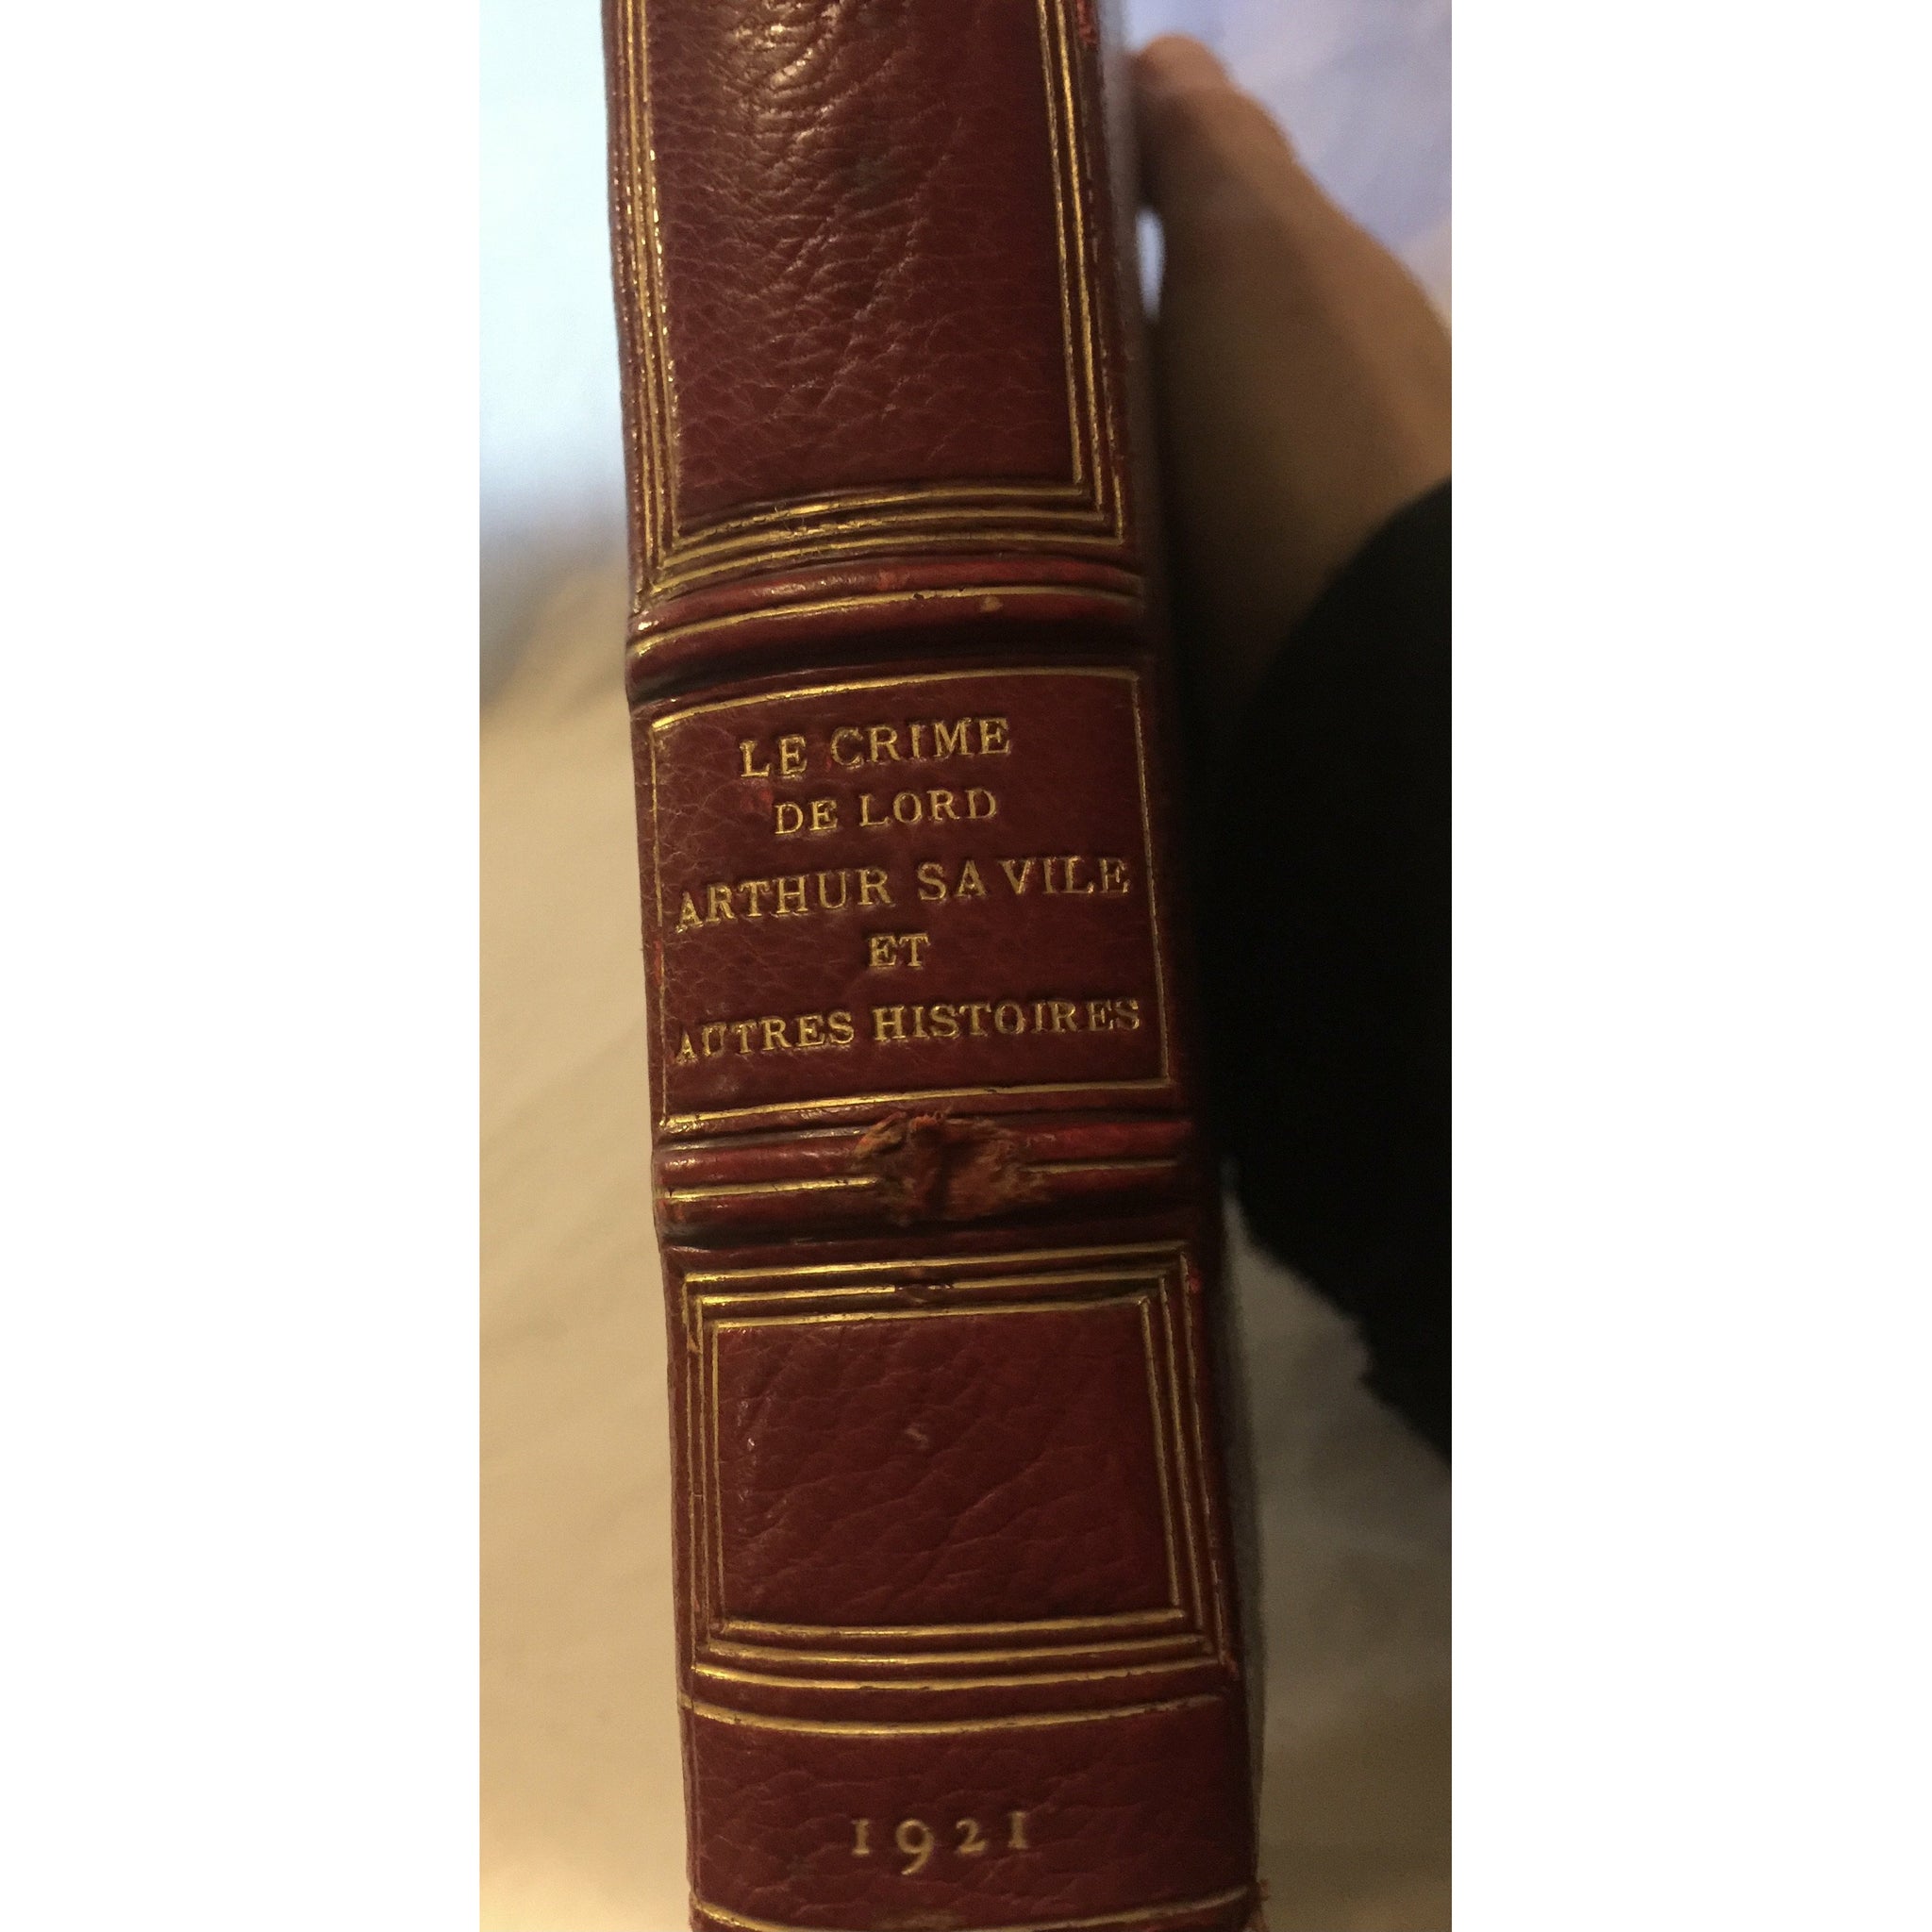 LE CRIME
DE LORD
ARTHUR SAVILE
ET
AUTRES HISTOIRES
1921